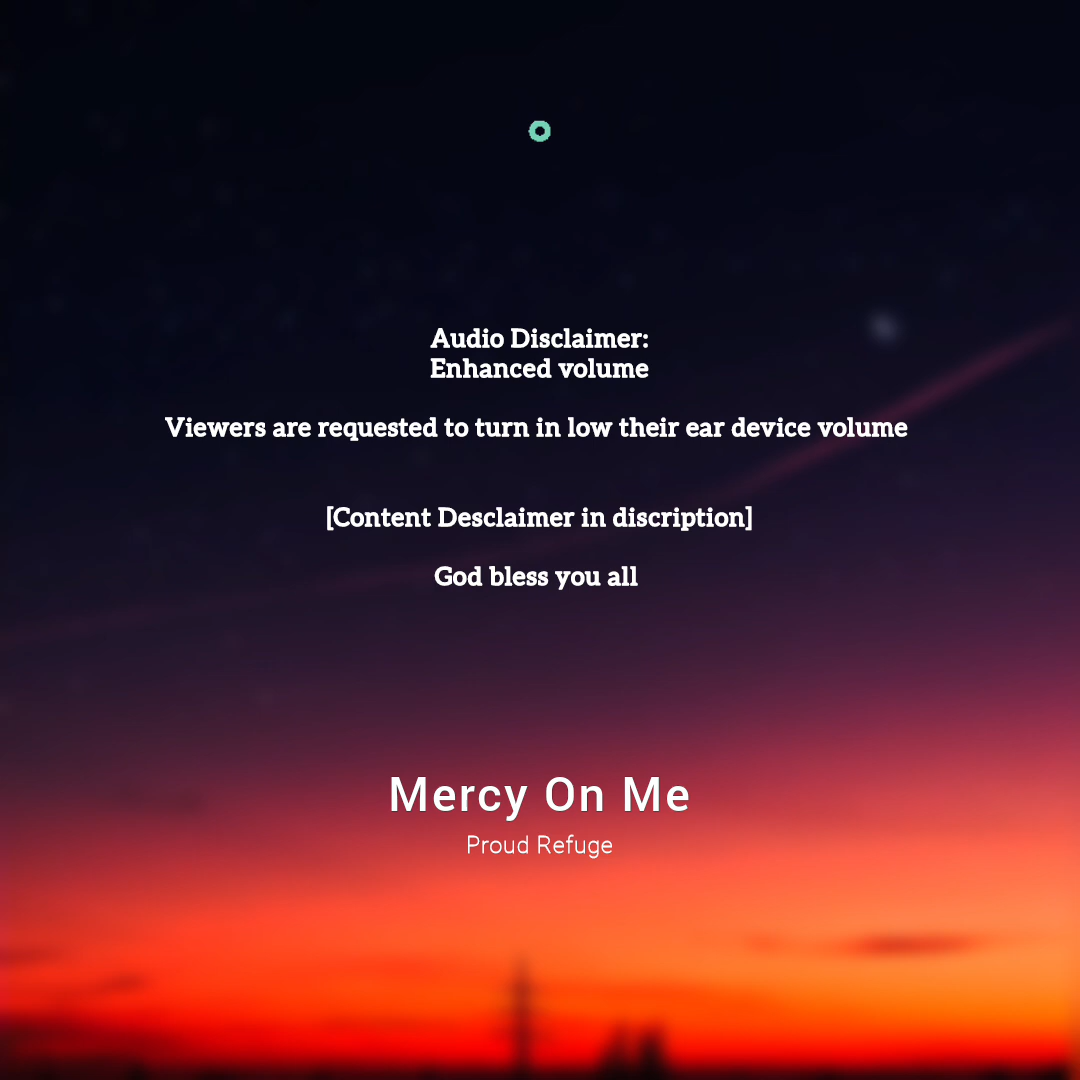 Audio Disclaimer:
Enhanced volume
Viewers are requested to turn in low their ear device volume
[Content Desclaimer in discription]
God bless you all
Mercy On Me
Proud Refuge